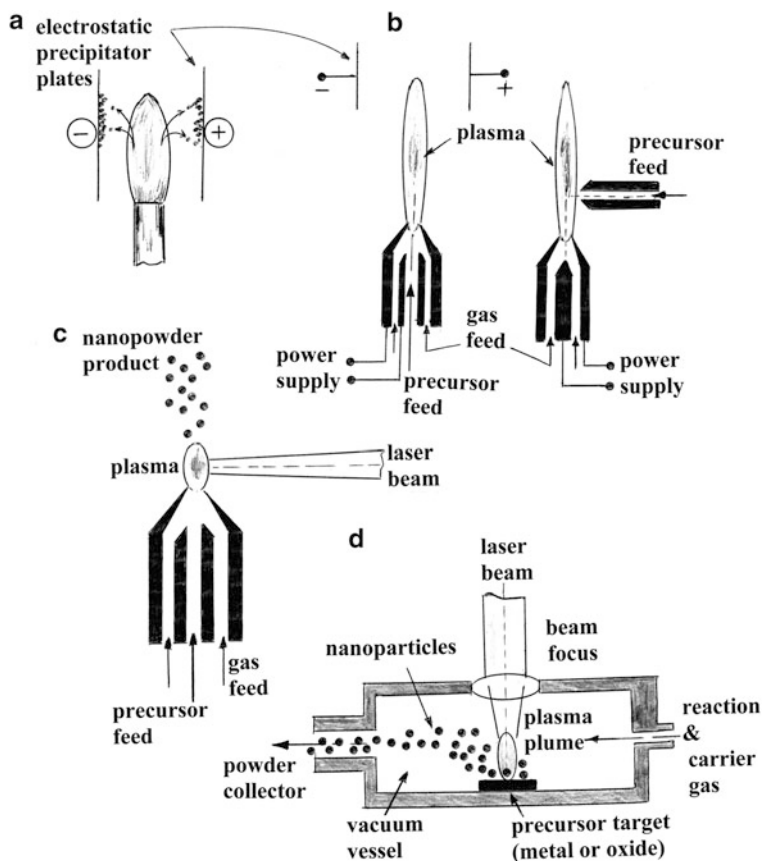 a
electrostatic
precipitator
plates
−
+
b
−
+
plasma
precursor
feed
gas
feed
power
supply
precursor
feed
power
supply
c
nanopowder
product
plasma
laser
beam
gas
feed
precursor
feed
d
laser
beam
beam
focus
nanoparticles
plasma
plume
reaction
&
carrier
gas
powder
collector
vacuum
vessel
precursor target
(metal or oxide)